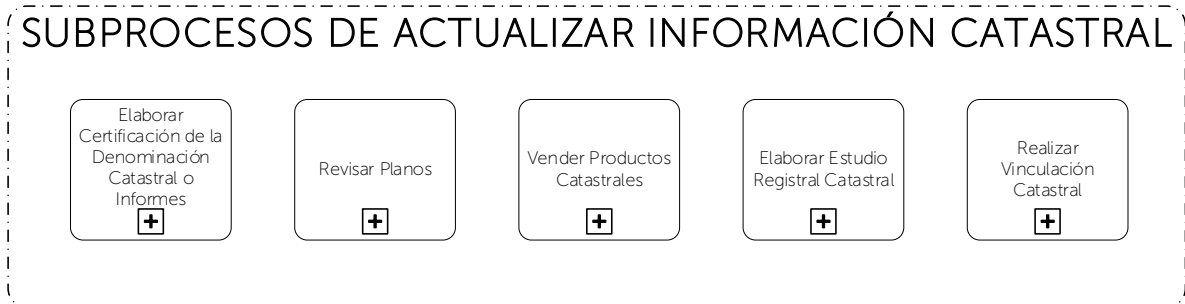 SUBPROCESOS DE ACTUALIZAR INFORMACIÓN CATASTRAL
Elaborar
Certificación de la
Denominación
Catastral o
Informes
Revisar Planos
Vender Productos
Catastrales
Elaborar Estudio
Registral Catastral
Realizar
Vinculación
Catastral